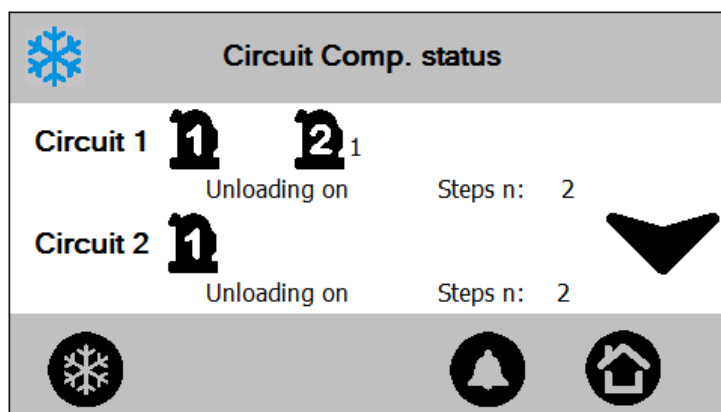 Circuit Comp. status
Circuit 1 1 2 1
Unloading on Steps n: 2
Circuit 2 1
Unloading on Steps n: 2